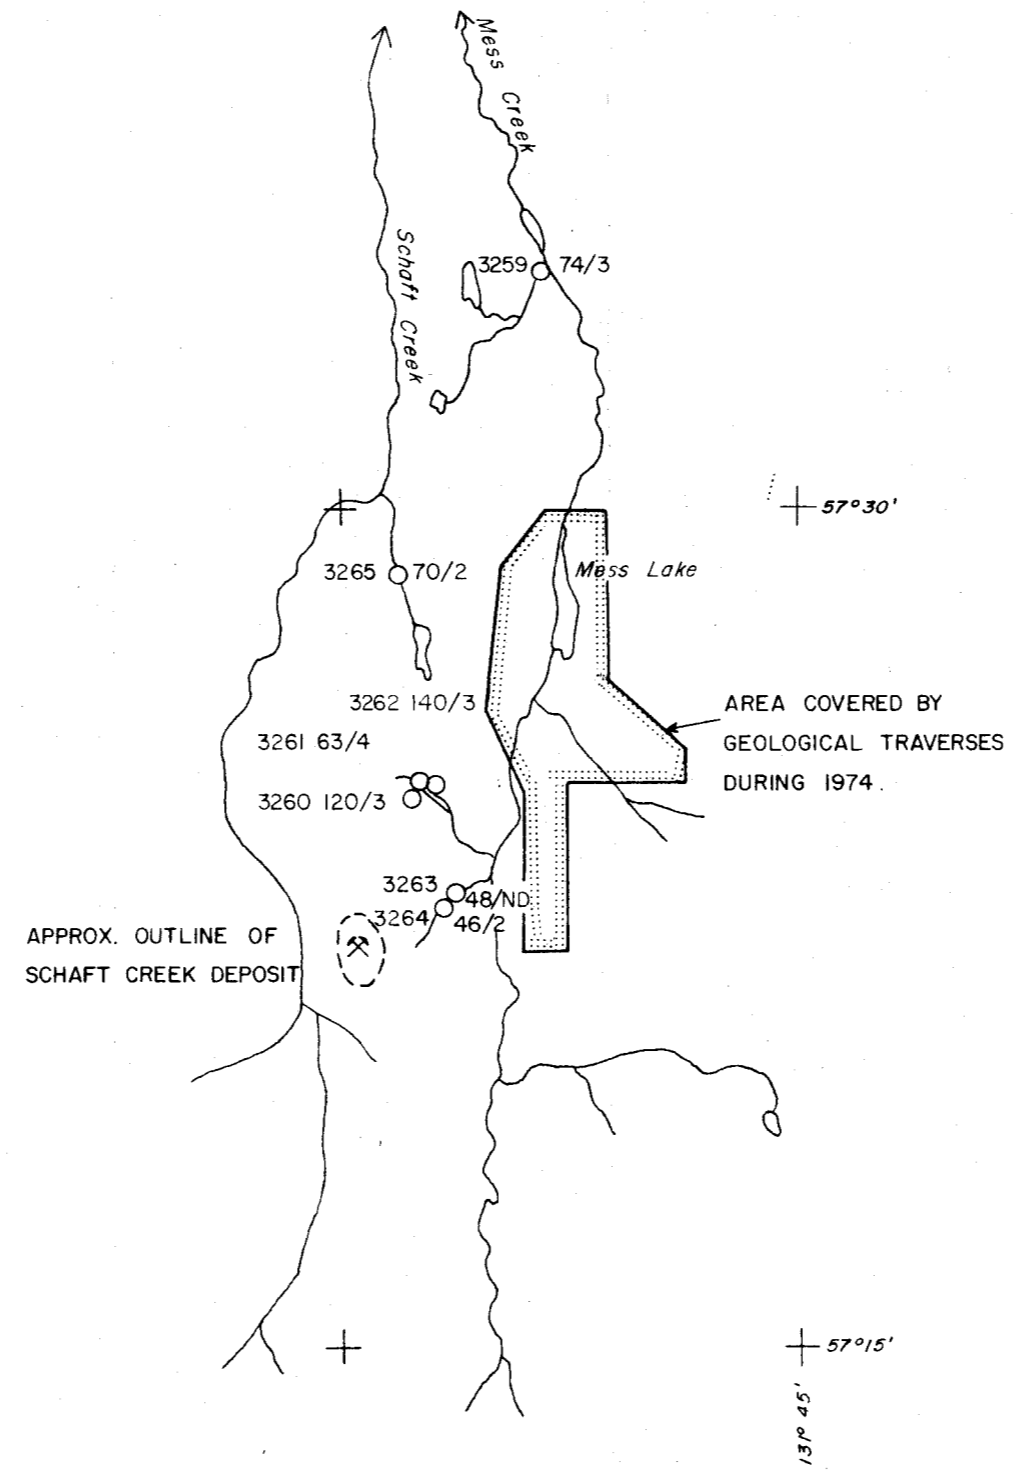 Mess Creek
Schaft Creek
3259 74/3
57°30'
3265 70/2
Mess Lake
3262 140/3
AREA COVERED BY
GEOLOGICAL TRAVERSES
DURING 1974.
3261 63/4
3260 120/3
3263 48/ND
3264 46/2
APPROX. OUTLINE OF
SCHAFT CREEK DEPOSIT
57°15'
131° 45'